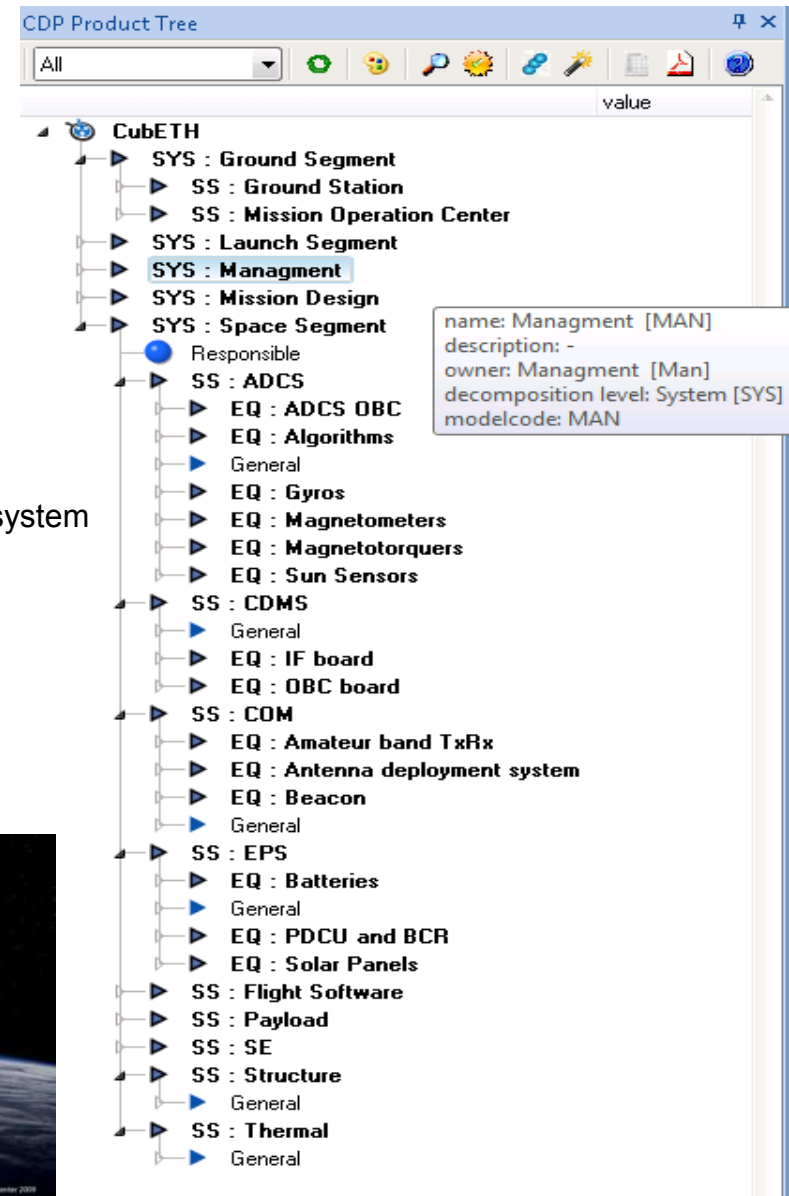 CDP Product Tree
All
value
CubETH
SYS : Ground Segment
SS : Ground Station
SS : Mission Operation Center
SYS : Launch Segment
SYS : Managment
SYS : Mission Design
SYS : Space Segment
name: Managment [MAN]
description: -
owner: Managment [Man]
decomposition level: System [SYS]
modelcode: MAN
Responsible
SS : ADCS
EQ : ADCS OBC
EQ : Algorithms
General
EQ : Gyros
system
EQ : Magnetometers
EQ : Magnetotorquers
EQ : Sun Sensors
SS : CDMS
General
EQ : IF board
EQ : OBC board
SS : COM
EQ : Amateur band TxRx
EQ : Antenna deployment system
EQ : Beacon
General
SS : EPS
EQ : Batteries
General
EQ : PDCU and BCR
EQ : Solar Panels
SS : Flight Software
SS : Payload
SS : SE
SS : Structure
General
SS : Thermal
General